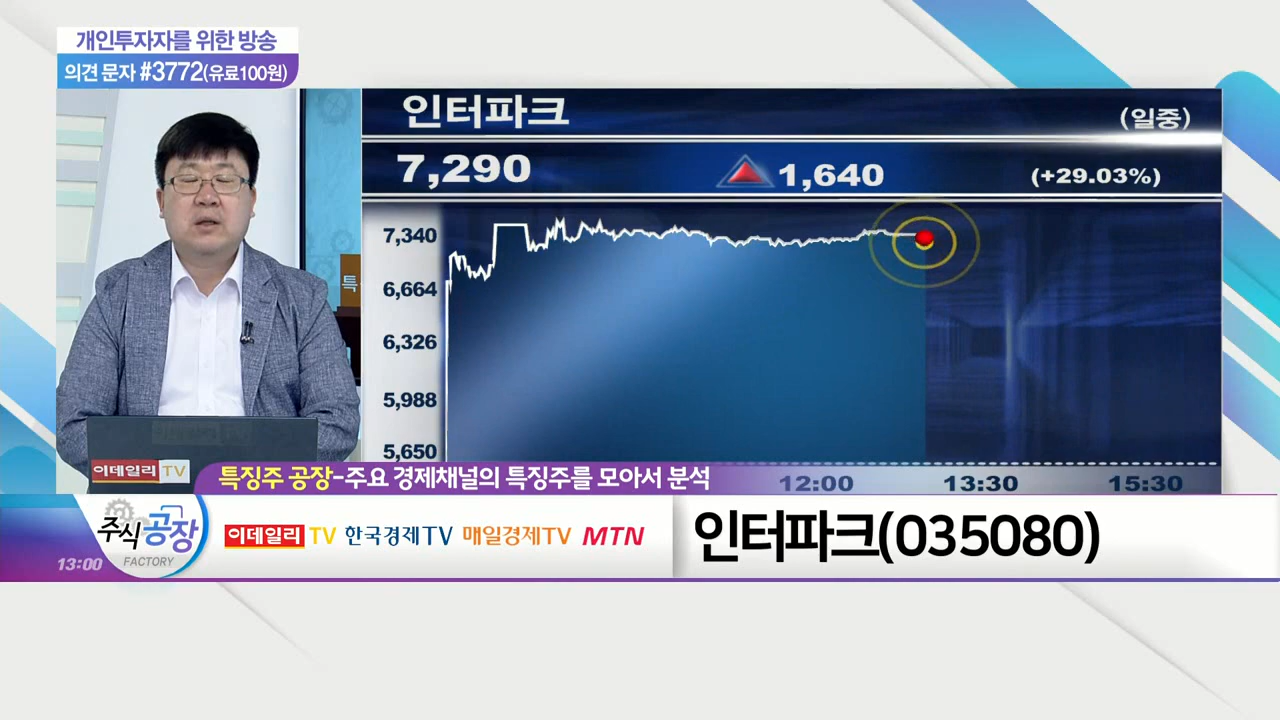 개인투자자를 위한 방송
의견 문자 #3772(유료100원)
인터파크
(일중)
7,290
1,640
(+29.03%)
7,340
6,664
6,326
5,988
5,650
12:00
13:30
15:30
특
이데일리 TV
특징주 공장-주요 경제채널의 특징주를 모아서 분석
주식공장
FACTORY
13:00
이데일리 TV 한국경제TV 매일경제TV MTN
인터파크(035080)